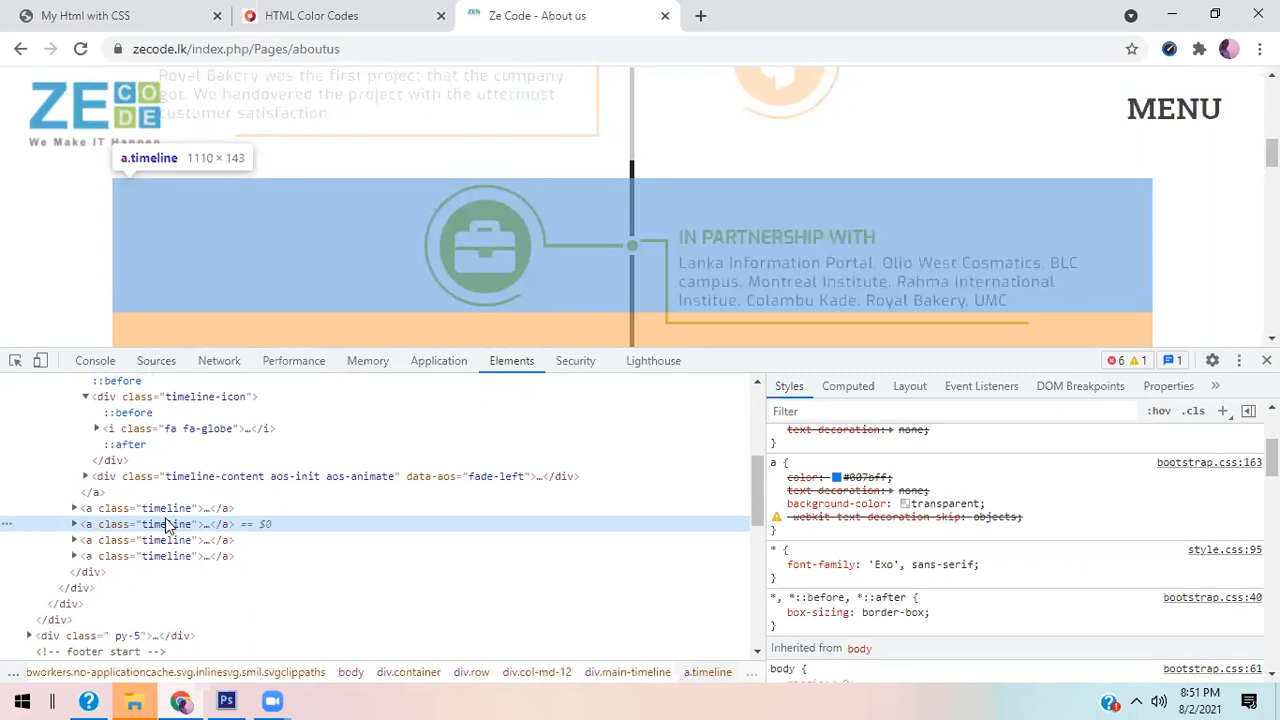 My Html with CSS
HTML Color Codes
Ze Code - About us
zecode.lk/index.php/Pages/aboutus
Royal Bakery was the first project that the company
got. We handovered the project with the uttermost
customer satisfaction.
ZE CODE
We Make IT Happen
MENU
a.timeline 1110 × 143
IN PARTNERSHIP WITH
Lanka Information Portal, Olio West Cosmatics, BLC
campus, Montreal Institute, Rahma International
Institue, Colambu Kade, Royal Bakery, UMC
Console Sources Network Performance Memory Application Elements Security Lighthouse 6 1 1
::before
<div class="timeline-icon">
::before
<i class="fa fa-globe">…</i>
::after
</div>
<div class="timeline-content aos-init aos-animate" data-aos="fade-left">…</div>
</a>
<a class="timeline">…</a>
<a class="timeline">…</a> == $0
<a class="timeline">…</a>
<a class="timeline">…</a>
</div>
</div>
</div>
</div>
<div class=" py-5">…</div>
<!-- footer start -->
bworkers.no-applicationcache.svg.inlinesvg.smil.svgclippaths body div.container div.row div.col-md-12 div.main-timeline a.timeline ...
Styles Computed Layout Event Listeners DOM Breakpoints Properties »
Filter :hov .cls +
text-decoration: none;
}
a { bootstrap.css:163
color: #007bff;
text-decoration: none;
background-color: transparent;
-webkit-text-decoration-skip: objects;
}
* { style.css:95
font-family: 'Exo', sans-serif;
}
*, *::before, *::after { bootstrap.css:40
box-sizing: border-box;
}
Inherited from body
body { bootstrap.css:61
8:51 PM
8/2/2021